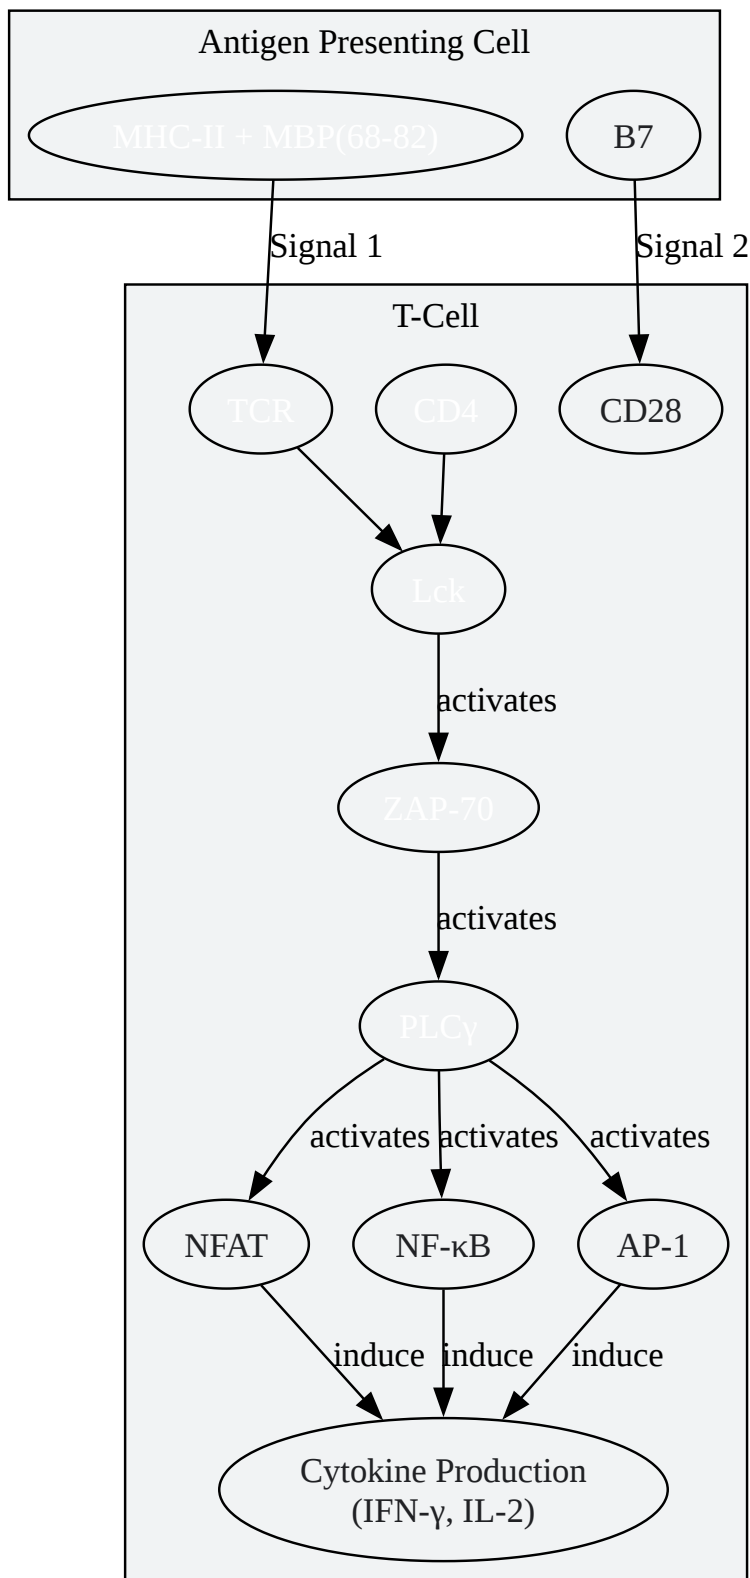 Antigen Presenting Cell
MHC-II + MBP(68-82)
B7
Signal 1
Signal 2
T-Cell
TCR
CD4
CD28
Lck
activates
ZAP-70
activates
PLCγ
activates
activates
activates
NFAT
NF-κB
AP-1
induce
induce
induce
Cytokine Production
(IFN-γ, IL-2)